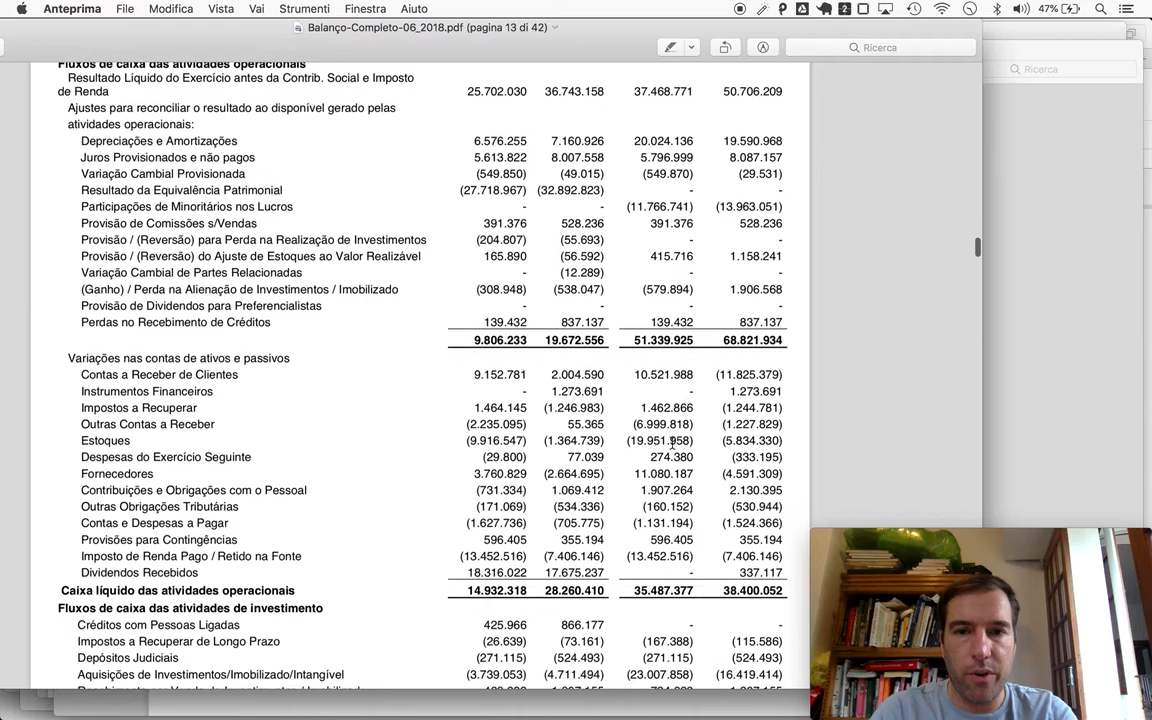 Anteprima File Modifica Vista Vai Strumenti Finestra Aiuto 2 47%
Balanço-Completo-06_2018.pdf (pagina 13 di 42)
Ricerca
Ricerca
Fluxos de caixa das atividades operacionais
Resultado Líquido do Exercício antes da Contrib. Social e Imposto
de Renda 25.702.030 36.743.158 37.468.771 50.706.209
Ajustes para reconciliar o resultado ao disponível gerado pelas
atividades operacionais:
Depreciações e Amortizações 6.576.255 7.160.926 20.024.136 19.590.968
Juros Provisionados e não pagos 5.613.822 8.007.558 5.796.999 8.087.157
Variação Cambial Provisionada (549.850) (49.015) (549.870) (29.531)
Resultado da Equivalência Patrimonial (27.718.967) (32.892.823) - -
Participações de Minoritários nos Lucros - - (11.766.741) (13.963.051)
Provisão de Comissões s/Vendas 391.376 528.236 391.376 528.236
Provisão / (Reversão) para Perda na Realização de Investimentos (204.807) (55.693) - -
Provisão / (Reversão) do Ajuste de Estoques ao Valor Realizável 165.890 (56.592) 415.716 1.158.241
Variação Cambial de Partes Relacionadas - (12.289) - -
(Ganho) / Perda na Alienação de Investimentos / Imobilizado (308.948) (538.047) (579.894) 1.906.568
Provisão de Dividendos para Preferencialistas - - - -
Perdas no Recebimento de Créditos 139.432 837.137 139.432 837.137
9.806.233 19.672.556 51.339.925 68.821.934
Variações nas contas de ativos e passivos
Contas a Receber de Clientes 9.152.781 2.004.590 10.521.988 (11.825.379)
Instrumentos Financeiros - 1.273.691 - 1.273.691
Impostos a Recuperar 1.464.145 (1.246.983) 1.462.866 (1.244.781)
Outras Contas a Receber (2.235.095) 55.365 (6.999.818) (1.227.829)
Estoques (9.916.547) (1.364.739) (19.951.958) (5.834.330)
Despesas do Exercício Seguinte (29.800) 77.039 274.380 (333.195)
Fornecedores 3.760.829 (2.664.695) 11.080.187 (4.591.309)
Contribuições e Obrigações com o Pessoal (731.334) 1.069.412 1.907.264 2.130.395
Outras Obrigações Tributárias (171.069) (534.336) (160.152) (530.944)
Contas e Despesas a Pagar (1.627.736) (705.775) (1.131.194) (1.524.366)
Provisões para Contingências 596.405 355.194 596.405 355.194
Imposto de Renda Pago / Retido na Fonte (13.452.516) (7.406.146) (13.452.516) (7.406.146)
Dividendos Recebidos 18.316.022 17.675.237 - 337.117
Caixa líquido das atividades operacionais 14.932.318 28.260.410 35.487.377 38.400.052
Fluxos de caixa das atividades de investimento
Créditos com Pessoas Ligadas 425.966 866.177 - -
Impostos a Recuperar de Longo Prazo (26.639) (73.161) (167.388) (115.586)
Depósitos Judiciais (271.115) (524.493) (271.115) (524.493)
Aquisições de Investimentos/Imobilizado/Intangível (3.739.053) (4.711.494) (23.007.858) (16.419.414)